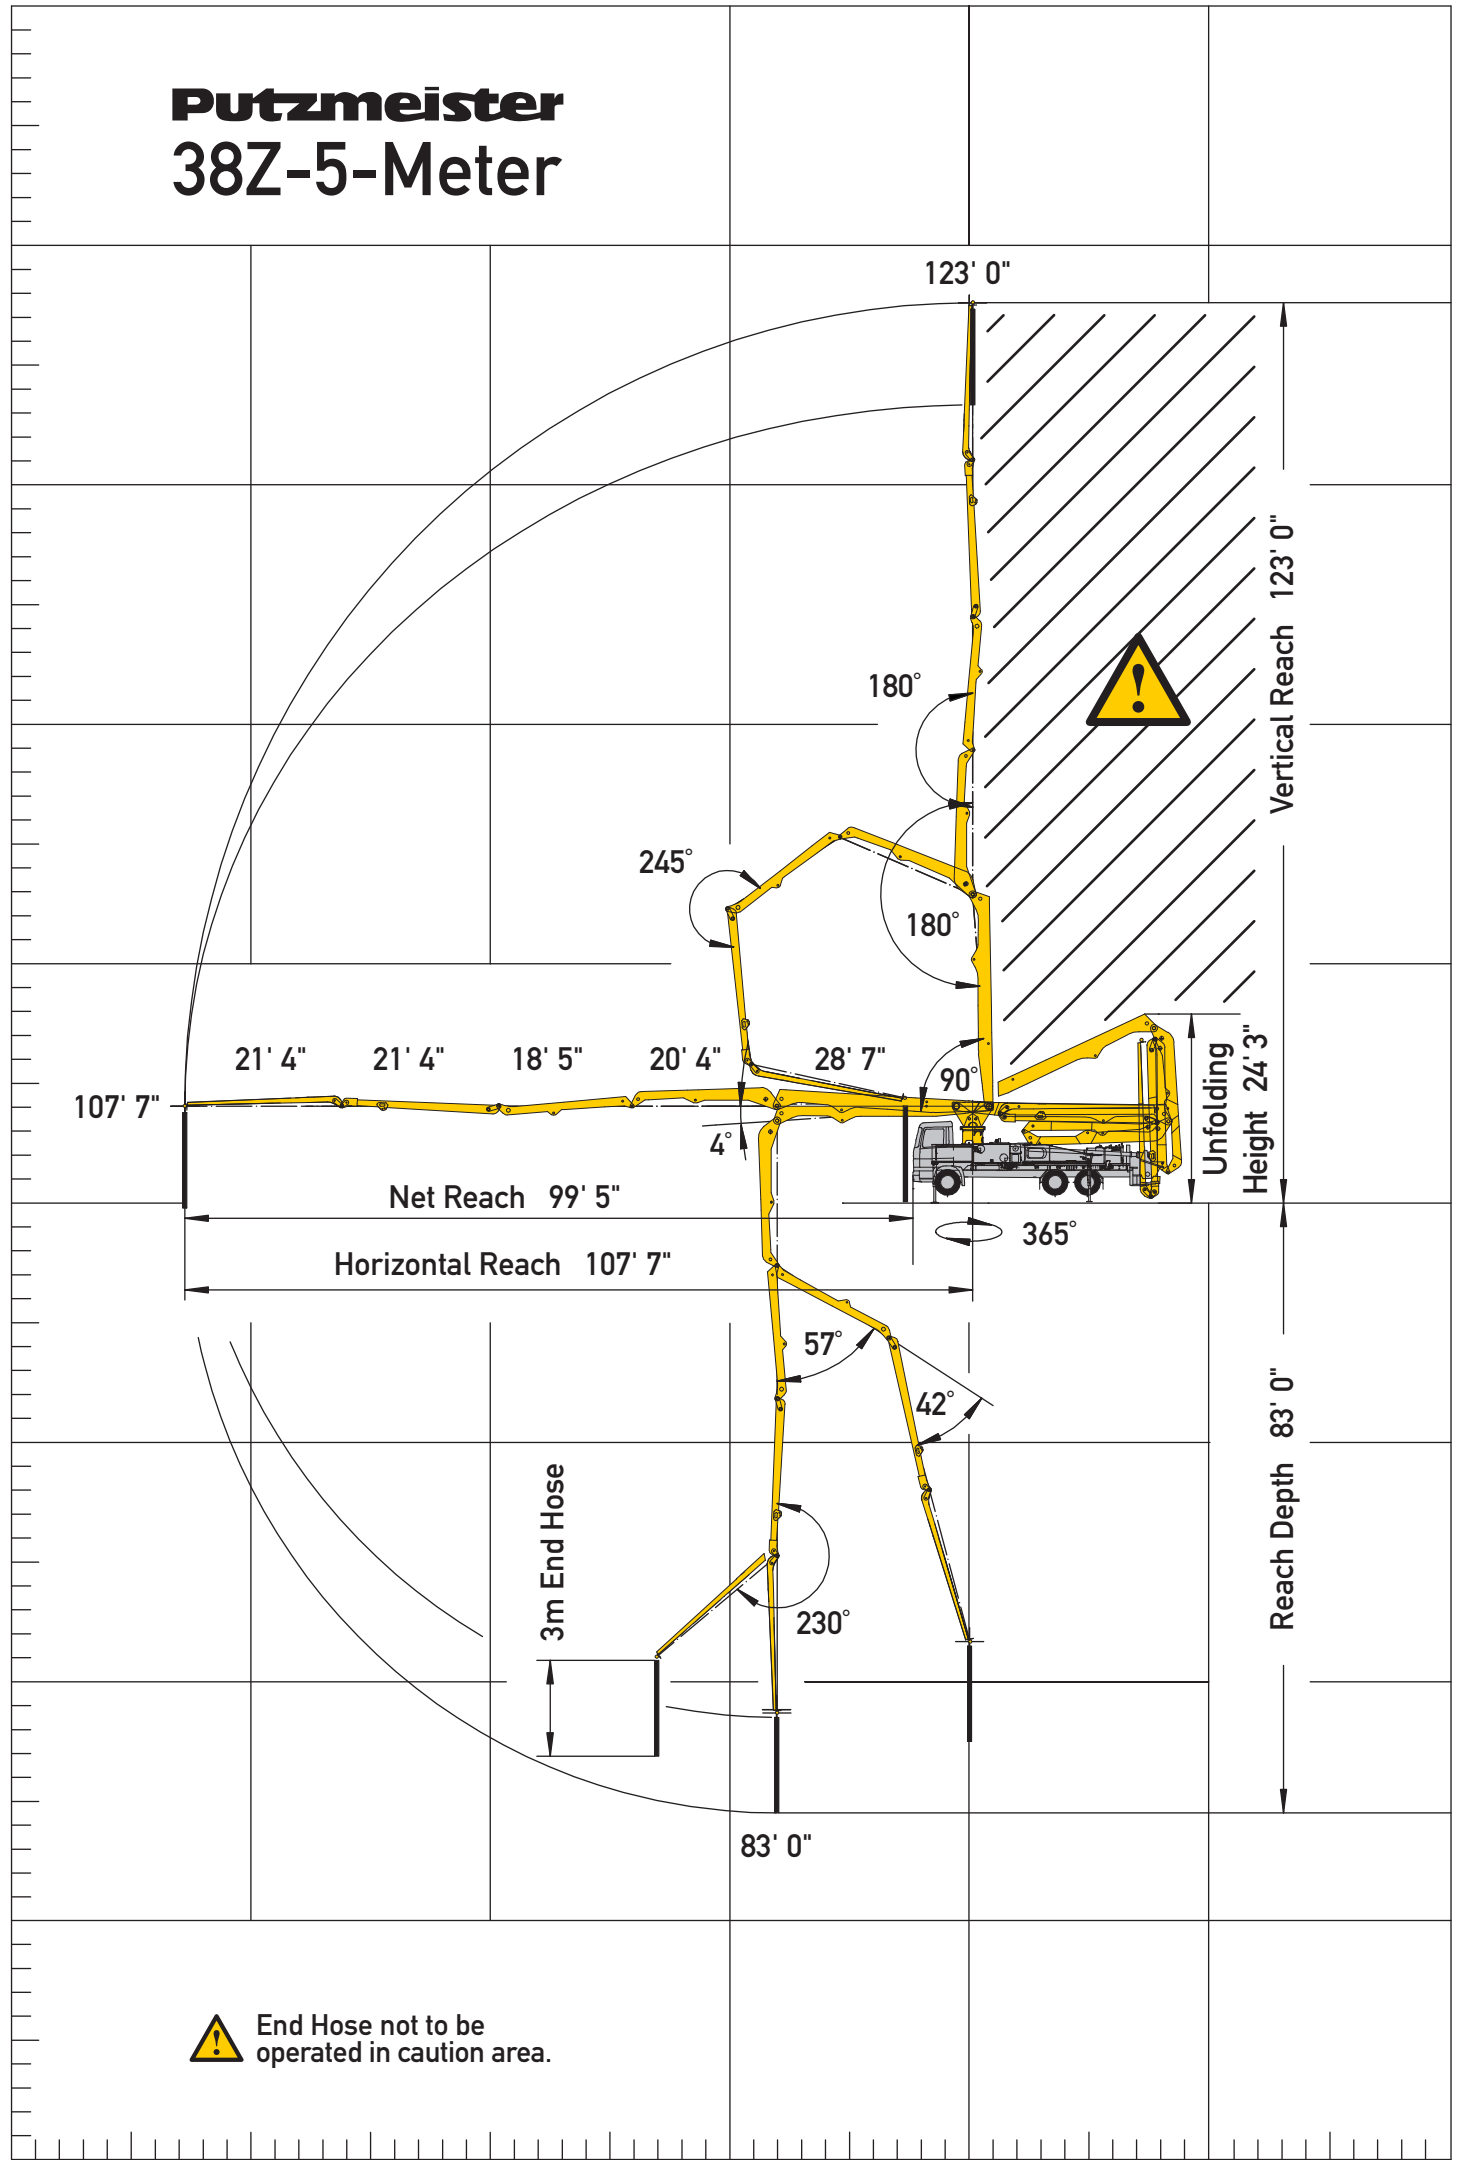 Putzmeister
38Z-5-Meter
123' 0"
Vertical Reach 123' 0"
180°
245°
180°
21' 4"
21' 4"
18' 5"
20' 4"
28' 7"
90°
107' 7"
4°
Unfolding
Height 24' 3"
Net Reach 99' 5"
365°
Horizontal Reach 107' 7"
57°
42°
Reach Depth 83' 0"
3m End Hose
230°
83' 0"
End Hose not to be
operated in caution area.